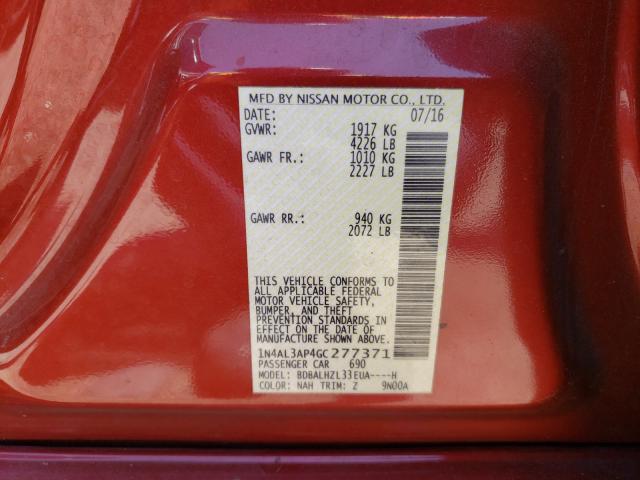 MFD BY NISSAN MOTOR CO., LTD.
DATE: 07/16
GVWR: 1917 KG
4226 LB
GAWR FR.: 1010 KG
2227 LB
GAWR RR.: 940 KG
2072 LB
THIS VEHICLE CONFORMS TO
ALL APPLICABLE FEDERAL
MOTOR VEHICLE SAFETY,
BUMPER, AND THEFT
PREVENTION STANDARDS IN
EFFECT ON THE DATE OF
MANUFACTURE SHOWN ABOVE.
1N4AL3AP4GC277371
PASSENGER CAR 690
MODEL: BDBALHZL33EUA----H
COLOR: NAH TRIM: Z 9N00A